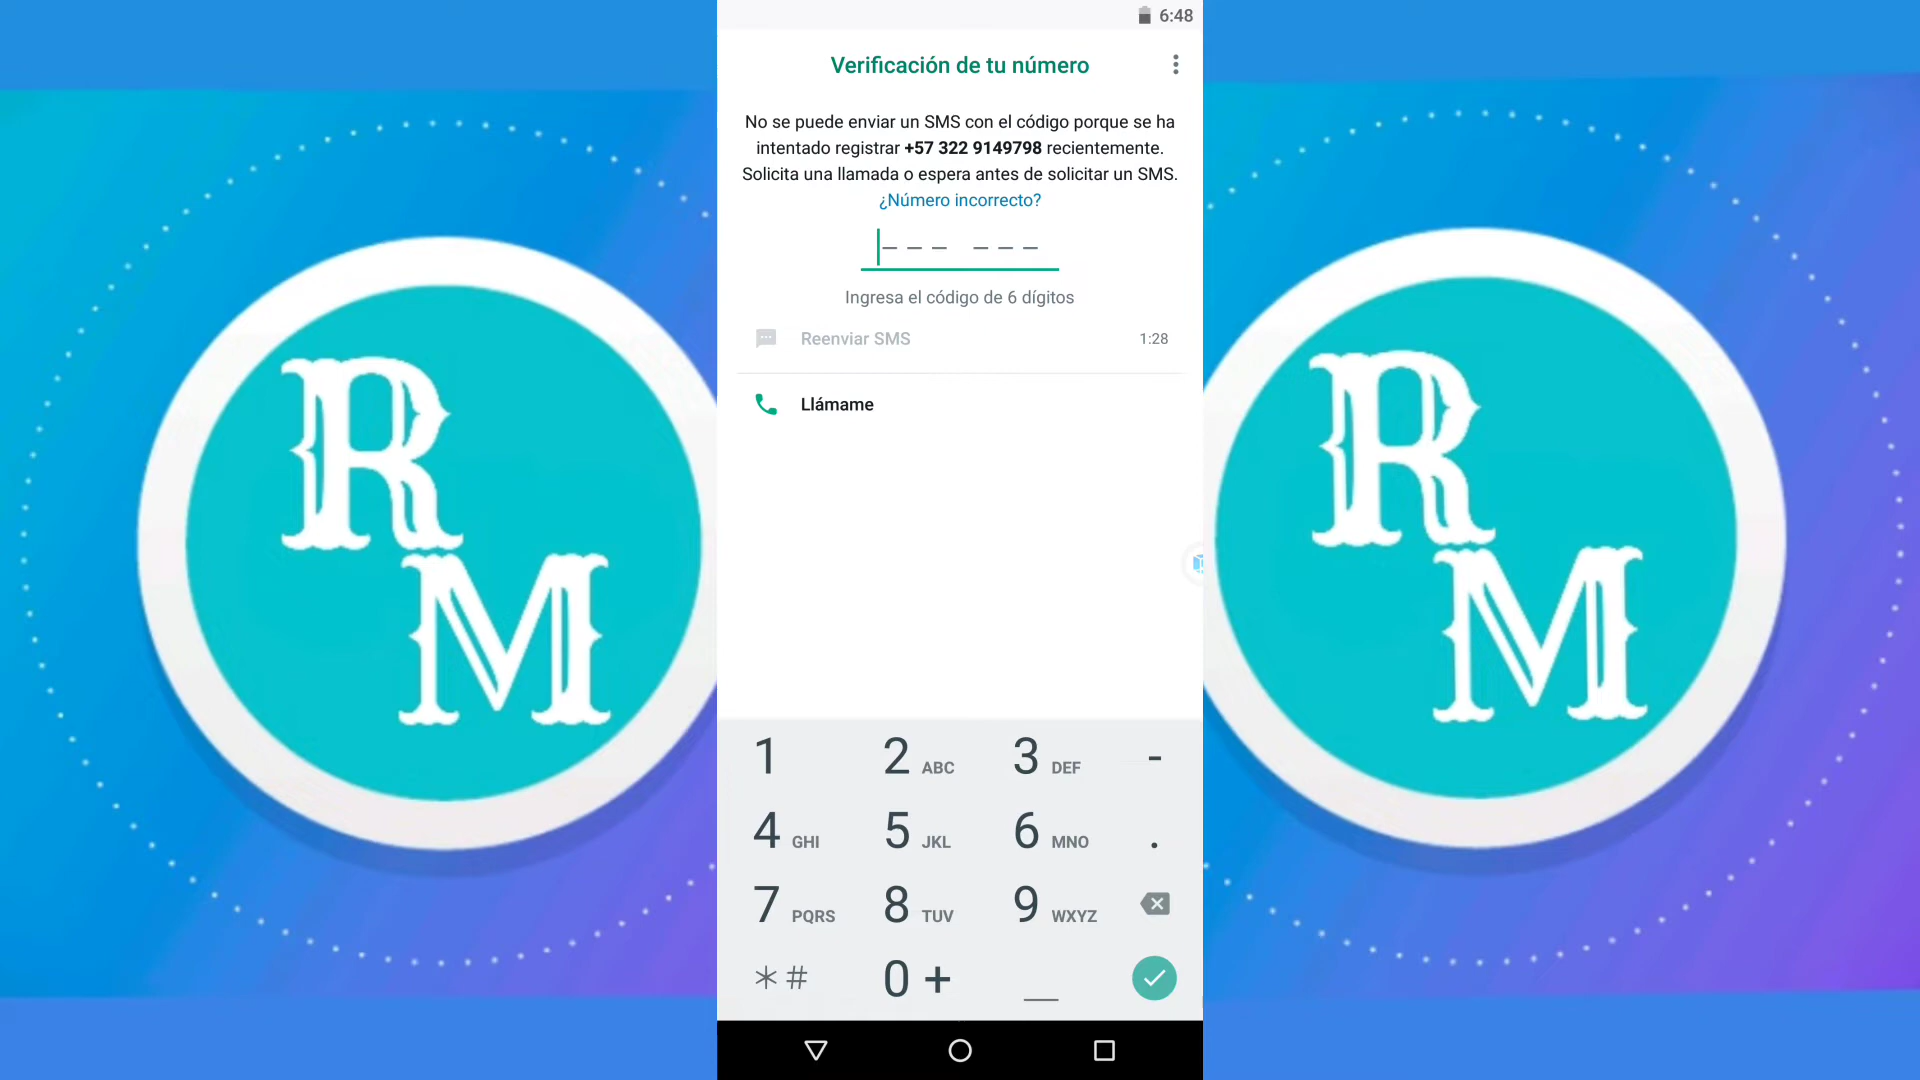 6:48
Verificación de tu número
No se puede enviar un SMS con el código porque se ha
intentado registrar +57 322 9149798 recientemente.
Solicita una llamada o espera antes de solicitar un SMS.
¿Número incorrecto?
Ingresa el código de 6 dígitos
Reenviar SMS 1:28
Llámame
R
M
R
M
1 2 ABC 3 DEF -
4 GHI 5 JKL 6 MNO .
7 PQRS 8 TUV 9 WXYZ
*# 0 +